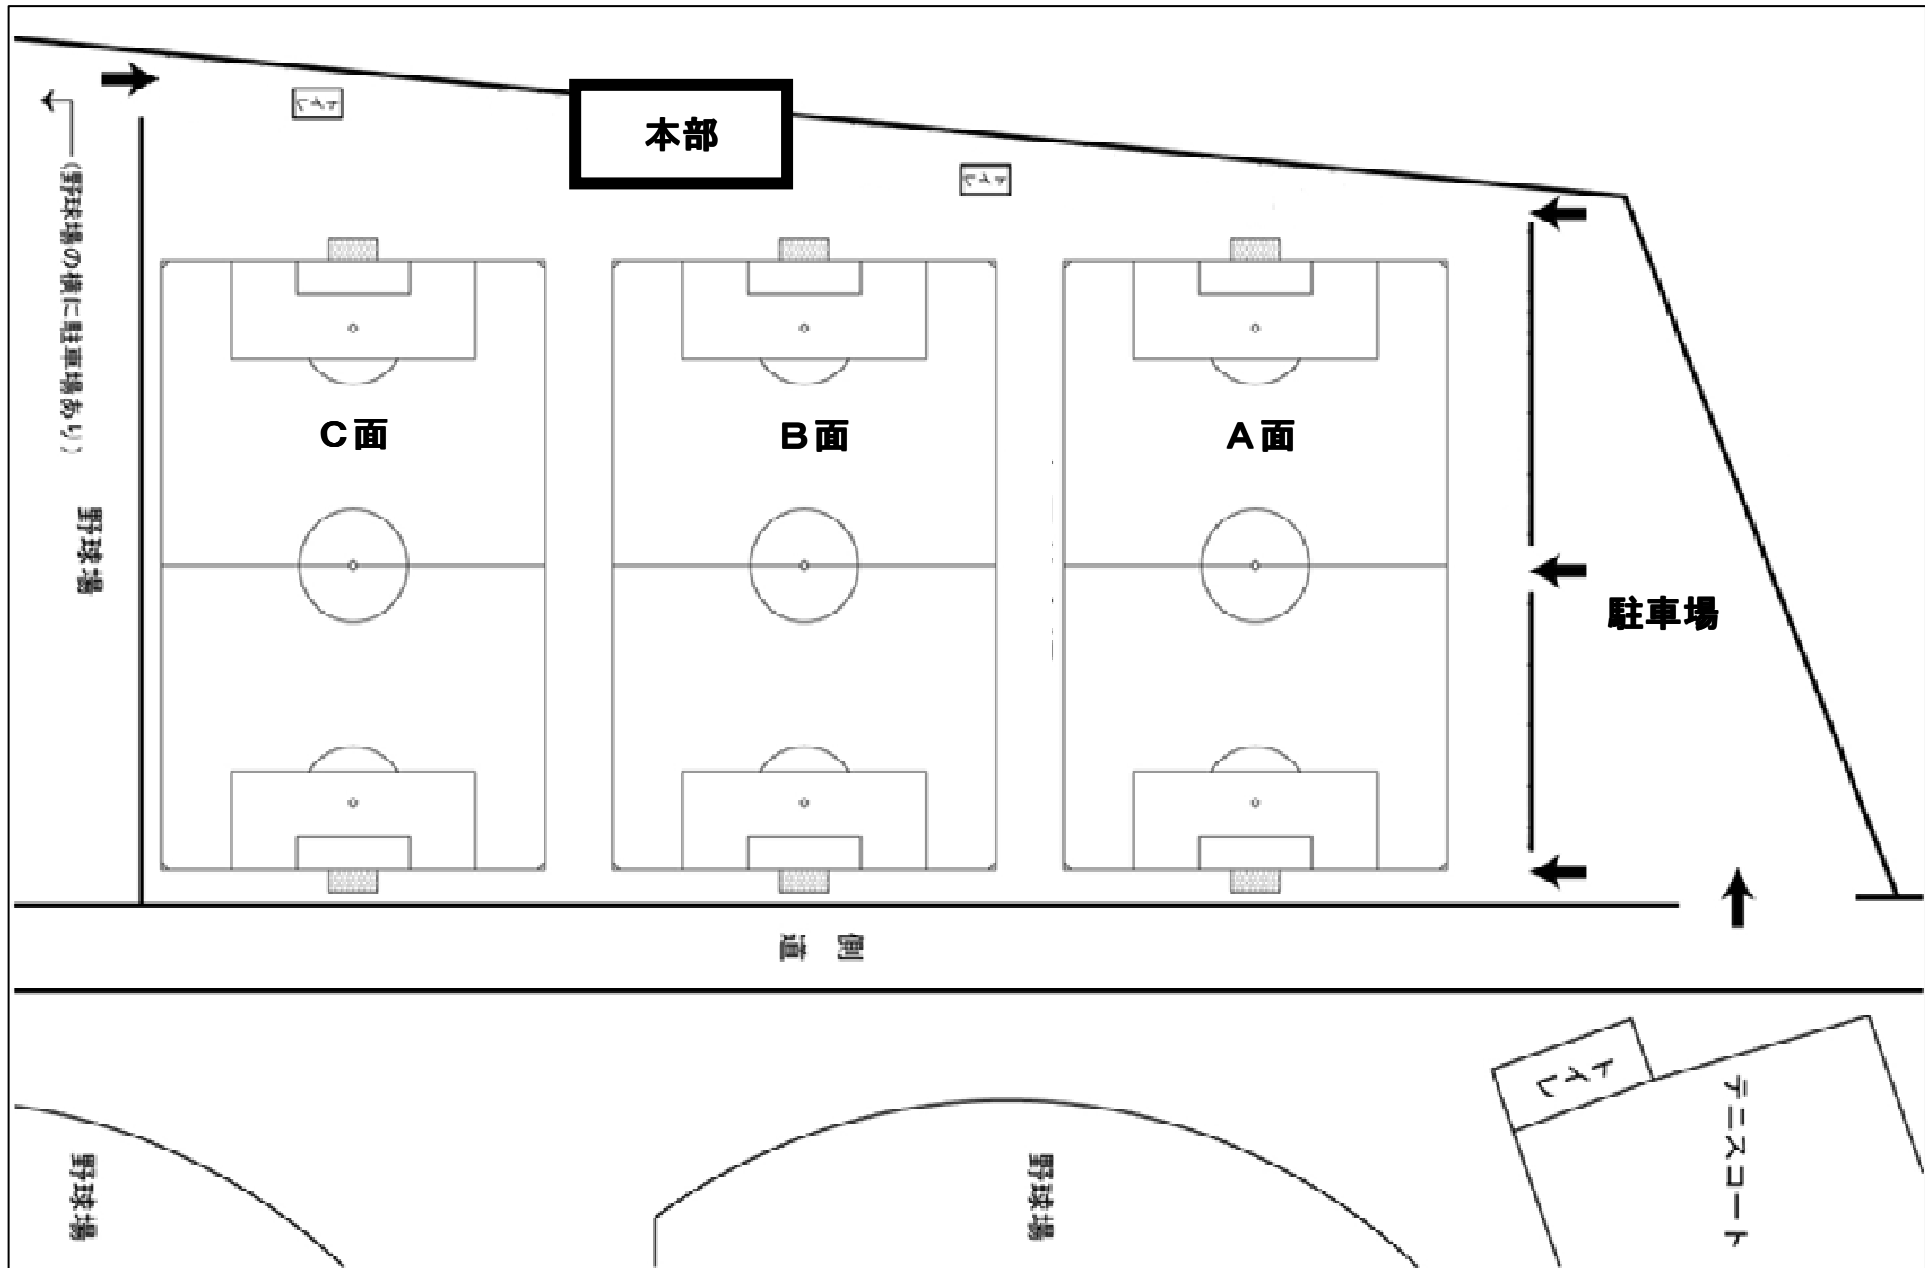 トイレ
本部
トイレ
（野球場の横に駐車場あり）
C面
B面
A面
野球場
駐車場
側道
トイレ
テニスコート
野球場
野球場